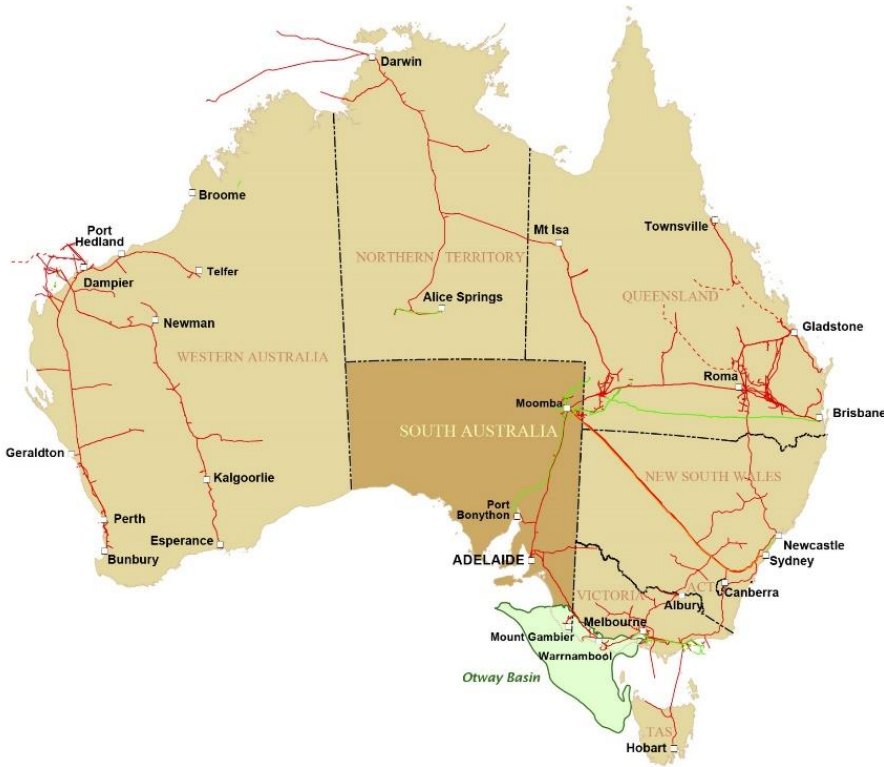 Darwin
Broome
Port
Hedland
Dampier
Telfer
Newman
NORTHERN TERRITORY
Mt Isa
Townsville
Alice Springs
QUEENSLAND
Gladstone
WESTERN AUSTRALIA
Roma
Moomba
Brisbane
SOUTH AUSTRALIA
Geraldton
Kalgoorlie
NEW SOUTH WALES
Perth
Port
Bonython
Esperance
Bunbury
Newcastle
Sydney
ADELAIDE
ACT
Canberra
VICTORIA
Albury
Melbourne
Mount Gambier
Warrnambool
Otway Basin
TAS
Hobart